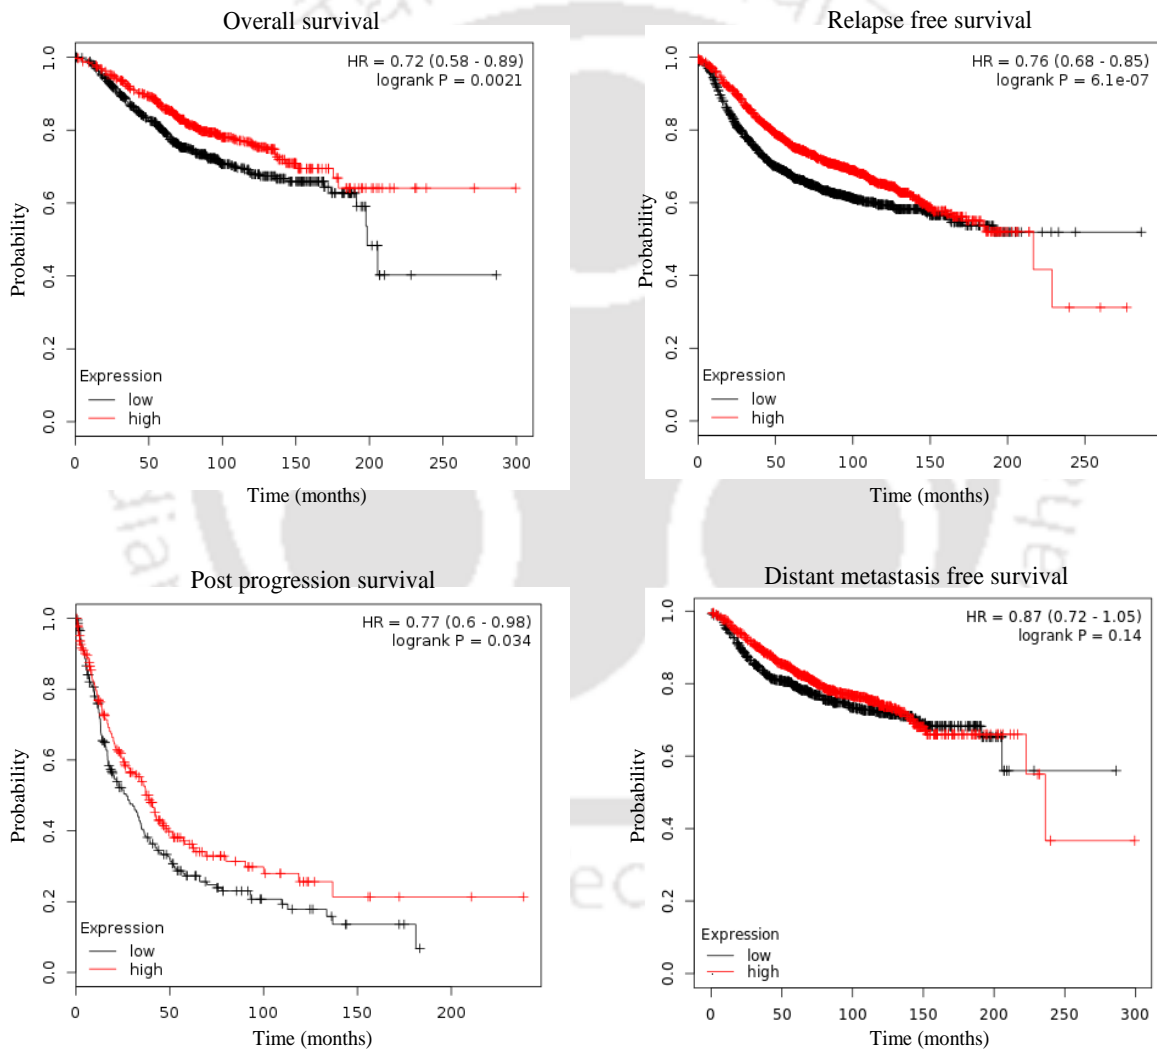 Overall survival
HR = 0.72 (0.58 - 0.89)
logrank P = 0.0021
Probability
1.0
0.8
0.6
0.4
0.2
0.0
Expression
low
high
0 50 100 150 200 250 300
Time (months)
Relapse free survival
HR = 0.76 (0.68 - 0.85)
logrank P = 6.1e-07
Probability
1.0
0.8
0.6
0.4
0.2
0.0
Expression
low
high
0 50 100 150 200 250
Time (months)
Post progression survival
HR = 0.77 (0.6 - 0.98)
logrank P = 0.034
Probability
1.0
0.8
0.6
0.4
0.2
0.0
Expression
low
high
0 50 100 150 200
Time (months)
Distant metastasis free survival
HR = 0.87 (0.72 - 1.05)
logrank P = 0.14
Probability
1.0
0.8
0.6
0.4
0.2
0.0
Expression
low
high
0 50 100 150 200 250 300
Time (months)